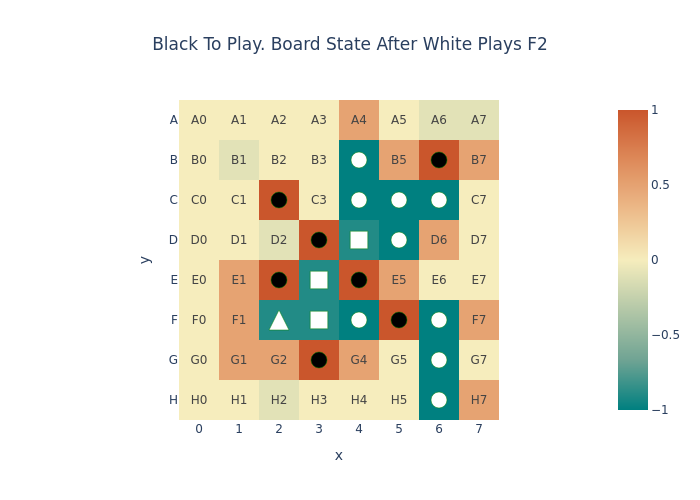 Black To Play. Board State After White Plays F2
A A0 A1 A2 A3 A4 A5 A6 A7
B B0 B1 B2 B3 B5 B7
C C0 C1 C3 C7
D D0 D1 D2 D6 D7
E E0 E1 E5 E6 E7
F F0 F1 F7
G G0 G1 G2 G4 G5 G7
H H0 H1 H2 H3 H4 H5 H7
0 1 2 3 4 5 6 7
x
y
1
0.5
0
−0.5
−1